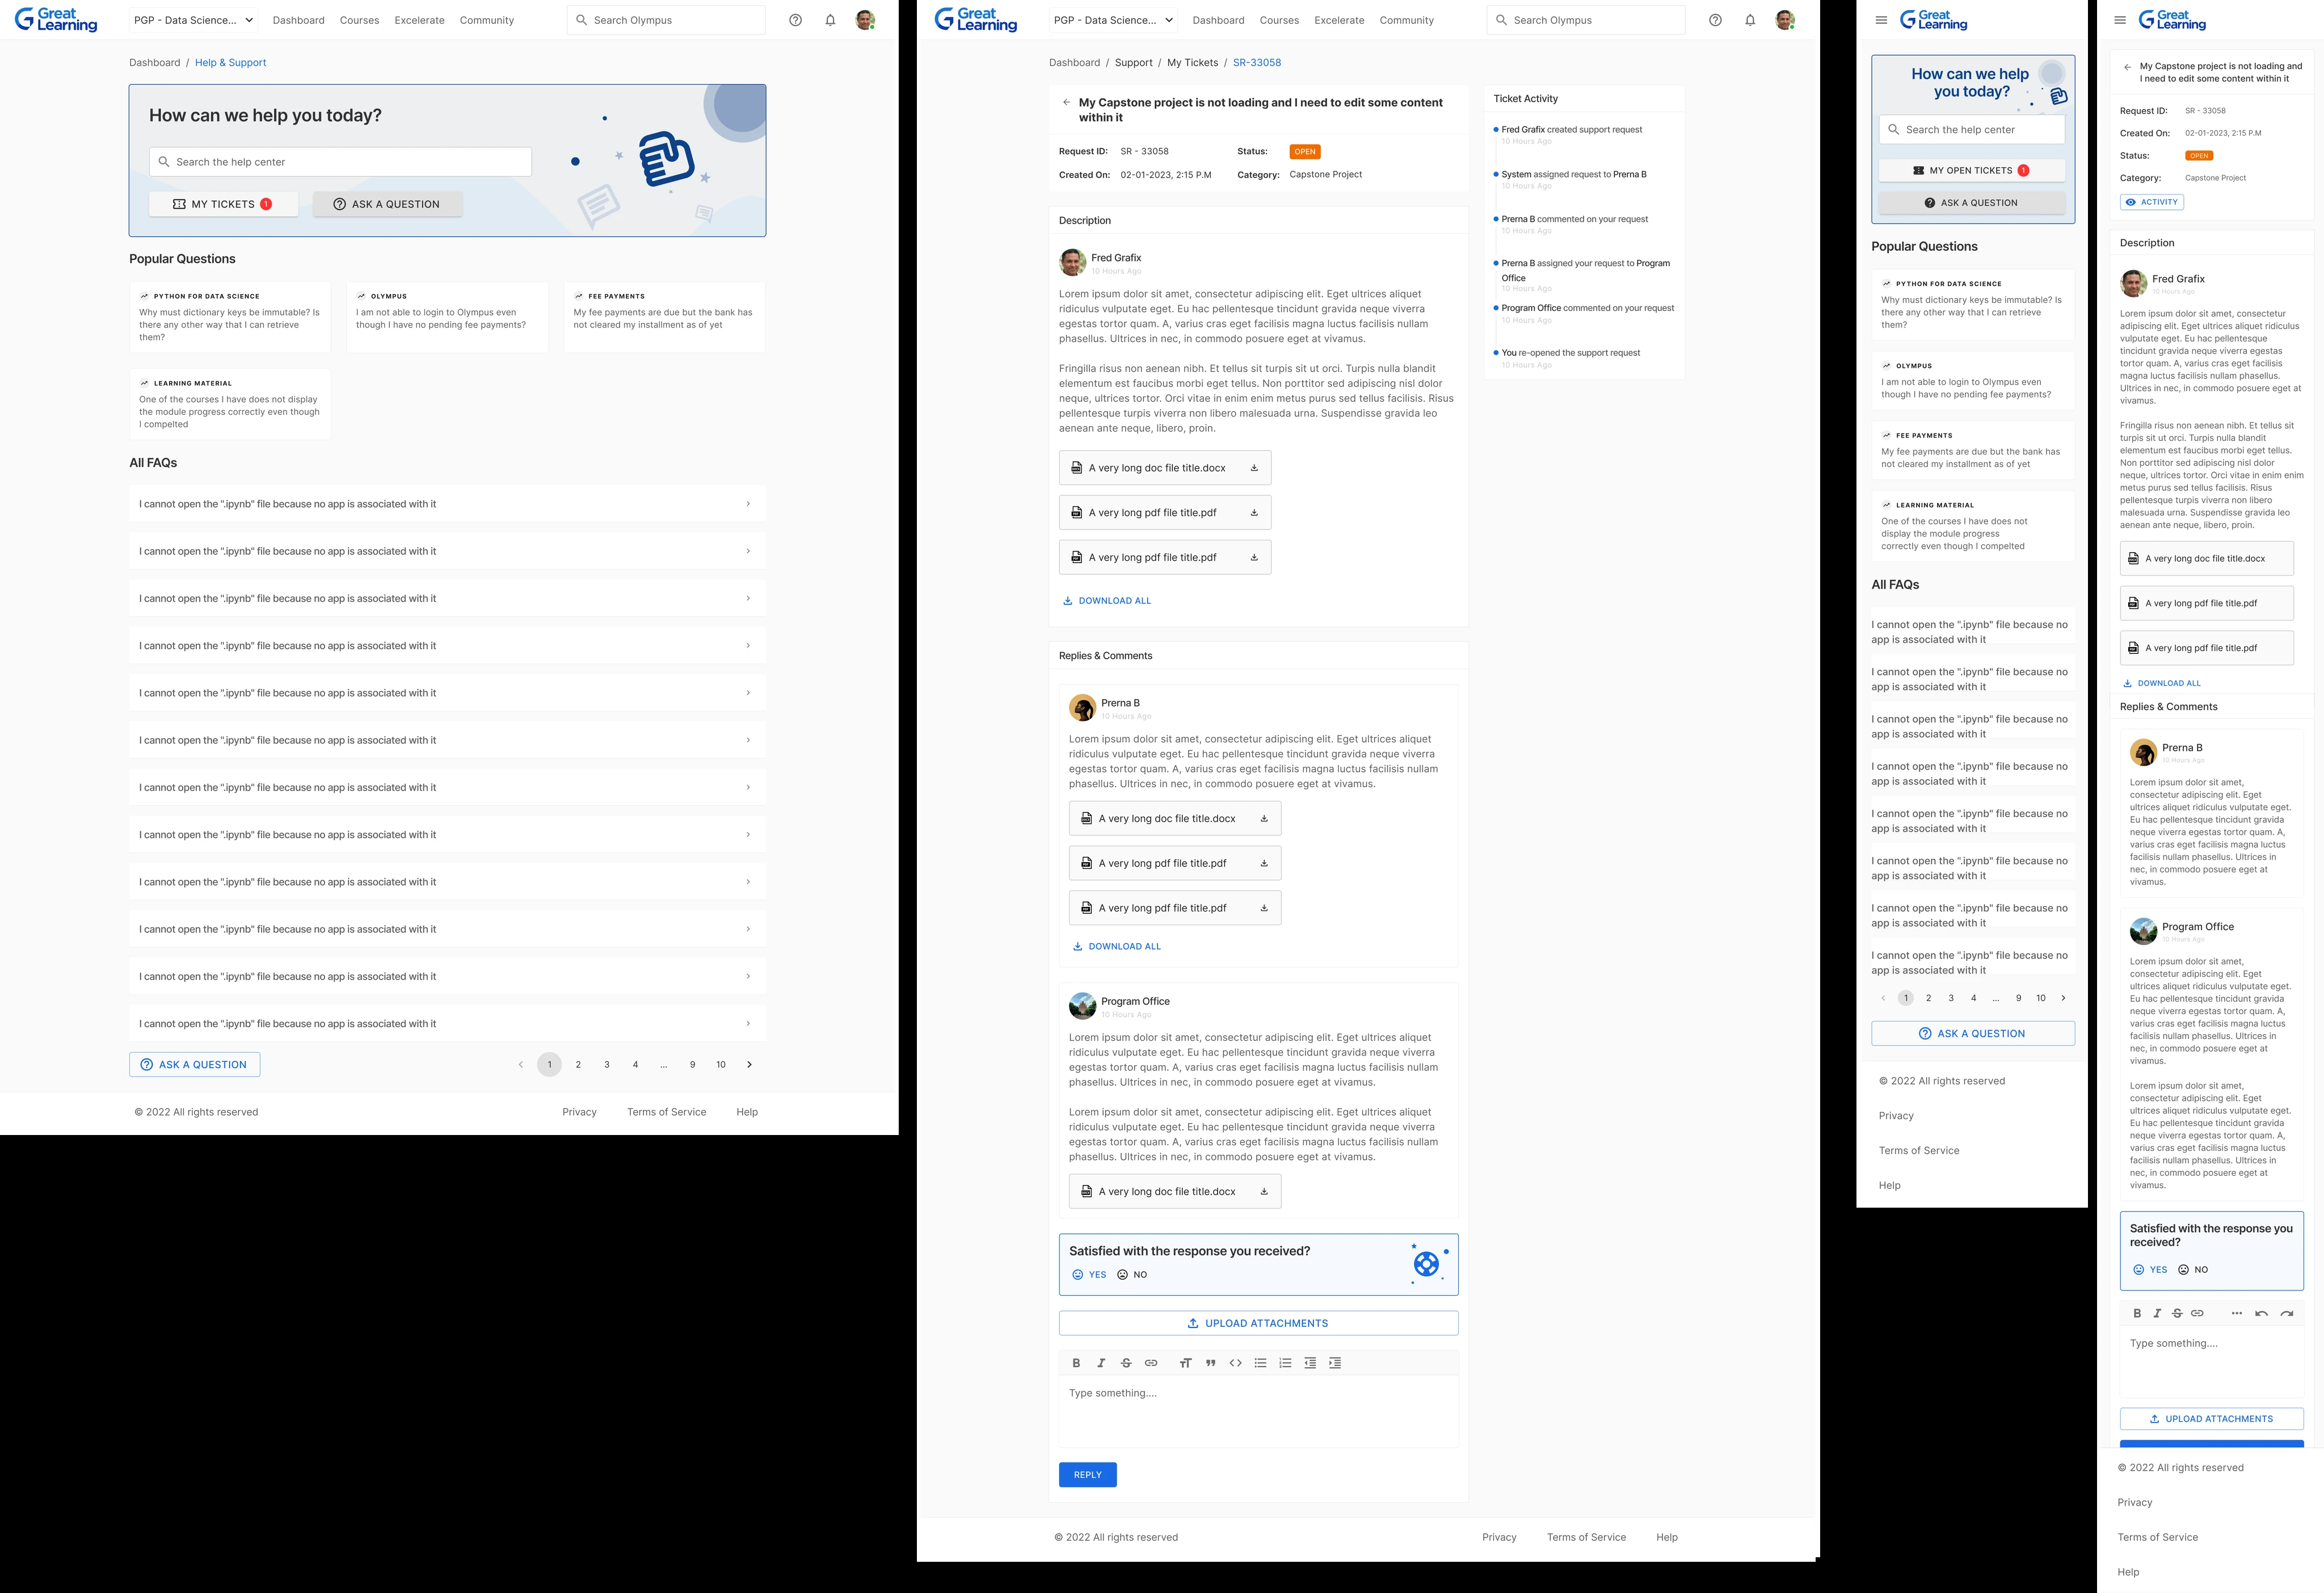 Great Learning
PGP - Data Science...
Dashboard
Courses
Excelerate
Community
Search Olympus
Dashboard / Help & Support
How can we help you today?
Search the help center
MY TICKETS 1
ASK A QUESTION
Popular Questions
PYTHON FOR DATA SCIENCE
Why must dictionary keys be immutable? Is
there any other way that I can retrieve
them?
OLYMPUS
I am not able to login to Olympus even
though I have no pending fee payments?
FEE PAYMENTS
My fee payments are due but the bank has
not cleared my installment as of yet
LEARNING MATERIAL
One of the courses I have does not display
the module progress correctly even though
I compelted
All FAQs
I cannot open the ".ipynb" file because no app is associated with it
I cannot open the ".ipynb" file because no app is associated with it
I cannot open the ".ipynb" file because no app is associated with it
I cannot open the ".ipynb" file because no app is associated with it
I cannot open the ".ipynb" file because no app is associated with it
I cannot open the ".ipynb" file because no app is associated with it
I cannot open the ".ipynb" file because no app is associated with it
I cannot open the ".ipynb" file because no app is associated with it
I cannot open the ".ipynb" file because no app is associated with it
I cannot open the ".ipynb" file because no app is associated with it
I cannot open the ".ipynb" file because no app is associated with it
I cannot open the ".ipynb" file because no app is associated with it
ASK A QUESTION
1 2 3 4 ... 9 10
© 2022 All rights reserved
Privacy
Terms of Service
Help
Great Learning
PGP - Data Science...
Dashboard
Courses
Excelerate
Community
Search Olympus
Dashboard / Support / My Tickets / SR-33058
My Capstone project is not loading and I need to edit some content
within it
Request ID: SR - 33058
Status: OPEN
Created On: 02-01-2023, 2:15 P.M
Category: Capstone Project
Description
Fred Grafix
10 Hours Ago
Lorem ipsum dolor sit amet, consectetur adipiscing elit. Eget ultrices aliquet
ridiculus vulputate eget. Eu hac pellentesque tincidunt gravida neque viverra
egestas tortor quam. A, varius cras eget facilisis magna luctus facilisis nullam
phasellus. Ultrices in nec, in commodo posuere eget at vivamus.
Fringilla risus non aenean nibh. Et tellus sit turpis sit ut orci. Turpis nulla blandit
elementum est faucibus morbi eget tellus. Non porttitor sed adipiscing nisl dolor
neque, ultrices tortor. Orci vitae in enim enim metus purus sed tellus facilisis. Risus
pellentesque turpis viverra non libero malesuada urna. Suspendisse gravida leo
aenean ante neque, libero, proin.
A very long doc file title.docx
A very long pdf file title.pdf
A very long pdf file title.pdf
DOWNLOAD ALL
Replies & Comments
Prerna B
10 Hours Ago
Lorem ipsum dolor sit amet, consectetur adipiscing elit. Eget ultrices aliquet
ridiculus vulputate eget. Eu hac pellentesque tincidunt gravida neque viverra
egestas tortor quam. A, varius cras eget facilisis magna luctus facilisis nullam
phasellus. Ultrices in nec, in commodo posuere eget at vivamus.
A very long doc file title.docx
A very long pdf file title.pdf
A very long pdf file title.pdf
DOWNLOAD ALL
Program Office
10 Hours Ago
Lorem ipsum dolor sit amet, consectetur adipiscing elit. Eget ultrices aliquet
ridiculus vulputate eget. Eu hac pellentesque tincidunt gravida neque viverra
egestas tortor quam. A, varius cras eget facilisis magna luctus facilisis nullam
phasellus. Ultrices in nec, in commodo posuere eget at vivamus.
Lorem ipsum dolor sit amet, consectetur adipiscing elit. Eget ultrices aliquet
ridiculus vulputate eget. Eu hac pellentesque tincidunt gravida neque viverra
egestas tortor quam. A, varius cras eget facilisis magna luctus facilisis nullam
phasellus. Ultrices in nec, in commodo posuere eget at vivamus.
A very long doc file title.docx
Satisfied with the response you received?
YES NO
UPLOAD ATTACHMENTS
Type something....
REPLY
Ticket Activity
Fred Grafix created support request
10 Hours Ago
System assigned request to Prerna B
10 Hours Ago
Prerna B commented on your request
10 Hours Ago
Prerna B assigned your request to Program
Office
10 Hours Ago
Program Office commented on your request
10 Hours Ago
You re-opened the support request
10 Hours Ago
© 2022 All rights reserved
Privacy
Terms of Service
Help
Great Learning
How can we help
you today?
Search the help center
MY OPEN TICKETS 1
ASK A QUESTION
Popular Questions
PYTHON FOR DATA SCIENCE
Why must dictionary keys be immutable? Is
there any other way that I can retrieve
them?
OLYMPUS
I am not able to login to Olympus even
though I have no pending fee payments?
FEE PAYMENTS
My fee payments are due but the bank has
not cleared my installment as of yet
LEARNING MATERIAL
One of the courses I have does not
display the module progress
correctly even though I compelted
All FAQs
I cannot open the ".ipynb" file because no
app is associated with it
I cannot open the ".ipynb" file because no
app is associated with it
I cannot open the ".ipynb" file because no
app is associated with it
I cannot open the ".ipynb" file because no
app is associated with it
I cannot open the ".ipynb" file because no
app is associated with it
I cannot open the ".ipynb" file because no
app is associated with it
I cannot open the ".ipynb" file because no
app is associated with it
I cannot open the ".ipynb" file because no
app is associated with it
1 2 3 4 ... 9 10
ASK A QUESTION
© 2022 All rights reserved
Privacy
Terms of Service
Help
Great Learning
My Capstone project is not loading and
I need to edit some content within it
Request ID: SR - 33058
Created On: 02-01-2023, 2:15 P.M
Status: OPEN
Category: Capstone Project
ACTIVITY
Description
Fred Grafix
10 Hours Ago
Lorem ipsum dolor sit amet, consectetur
adipiscing elit. Eget ultrices aliquet ridiculus
vulputate eget. Eu hac pellentesque
tincidunt gravida neque viverra egestas
tortor quam. A, varius cras eget facilisis
magna luctus facilisis nullam phasellus.
Ultrices in nec, in commodo posuere eget at
vivamus.
Fringilla risus non aenean nibh. Et tellus sit
turpis sit ut orci. Turpis nulla blandit
elementum est faucibus morbi eget tellus.
Non porttitor sed adipiscing nisl dolor
neque, ultrices tortor. Orci vitae in enim enim
metus purus sed tellus facilisis. Risus
pellentesque turpis viverra non libero
malesuada urna. Suspendisse gravida leo
aenean ante neque, libero, proin.
A very long doc file title.docx
A very long pdf file title.pdf
A very long pdf file title.pdf
DOWNLOAD ALL
Replies & Comments
Prerna B
10 Hours Ago
Lorem ipsum dolor sit amet,
consectetur adipiscing elit. Eget
ultrices aliquet ridiculus vulputate eget.
Eu hac pellentesque tincidunt gravida
neque viverra egestas tortor quam. A,
varius cras eget facilisis magna luctus
facilisis nullam phasellus. Ultrices in
nec, in commodo posuere eget at
vivamus.
Program Office
10 Hours Ago
Lorem ipsum dolor sit amet,
consectetur adipiscing elit. Eget
ultrices aliquet ridiculus vulputate eget.
Eu hac pellentesque tincidunt gravida
neque viverra egestas tortor quam. A,
varius cras eget facilisis magna luctus
facilisis nullam phasellus. Ultrices in
nec, in commodo posuere eget at
vivamus.
Lorem ipsum dolor sit amet,
consectetur adipiscing elit. Eget
ultrices aliquet ridiculus vulputate eget.
Eu hac pellentesque tincidunt gravida
neque viverra egestas tortor quam. A,
varius cras eget facilisis magna luctus
facilisis nullam phasellus. Ultrices in
nec, in commodo posuere eget at
vivamus.
Satisfied with the response you
received?
YES NO
Type something....
UPLOAD ATTACHMENTS
© 2022 All rights reserved
Privacy
Terms of Service
Help